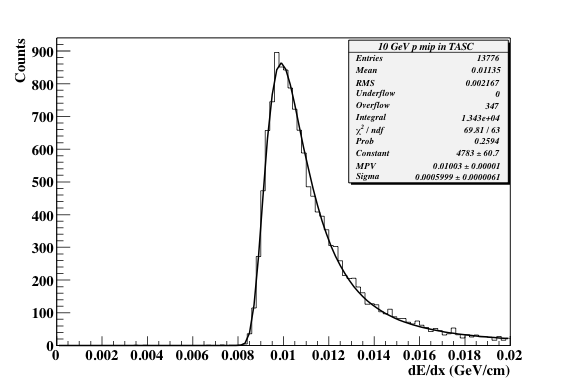 10 GeV p mip in TASC
Entries 13776
Mean 0.01135
RMS 0.002167
Underflow 0
Overflow 347
Integral 1.343e+04
χ² / ndf 69.81 / 63
Prob 0.2594
Constant 4783 ± 60.7
MPV 0.01003 ± 0.00001
Sigma 0.0005999 ± 0.0000061
Counts
900
800
700
600
500
400
300
200
100
0
0 0.002 0.004 0.006 0.008 0.01 0.012 0.014 0.016 0.018 0.02
dE/dx (GeV/cm)